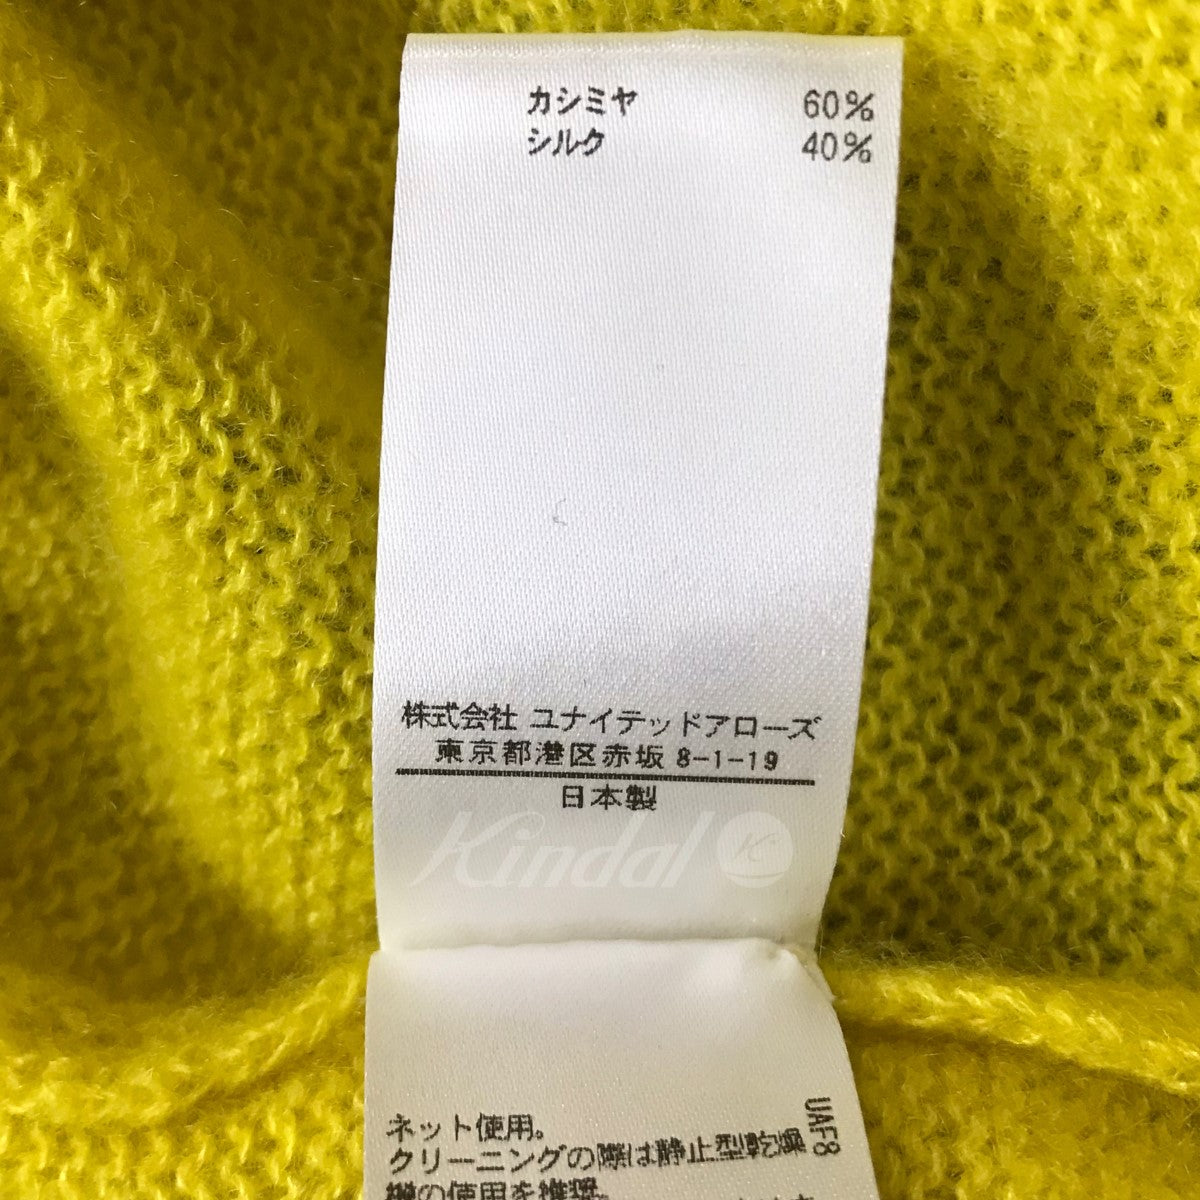 カシミヤ 60%
シルク 40%
株式会社 ユナイテッドアローズ
東京都港区赤坂 8-1-19
日本製
Kindal
K
ネット使用。
クリーニングの際は静止型乾燥
機の使用を推奨。
UAF8